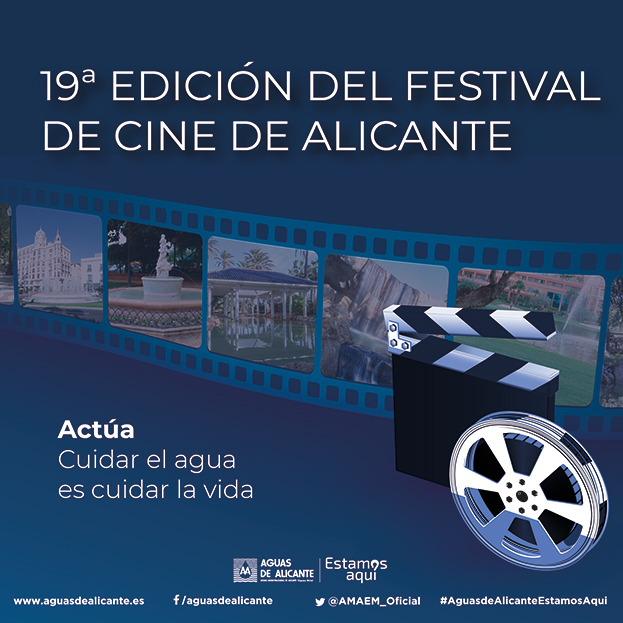 19ª EDICIÓN DEL FESTIVAL
DE CINE DE ALICANTE
Actúa
Cuidar el agua
es cuidar la vida
AGUAS
DE ALICANTE
Estamos
aquí
www.aguasdealicante.es
/aguasdealicante
@AMAEM_Oficial
#AguasdeAlicanteEstamosAqui